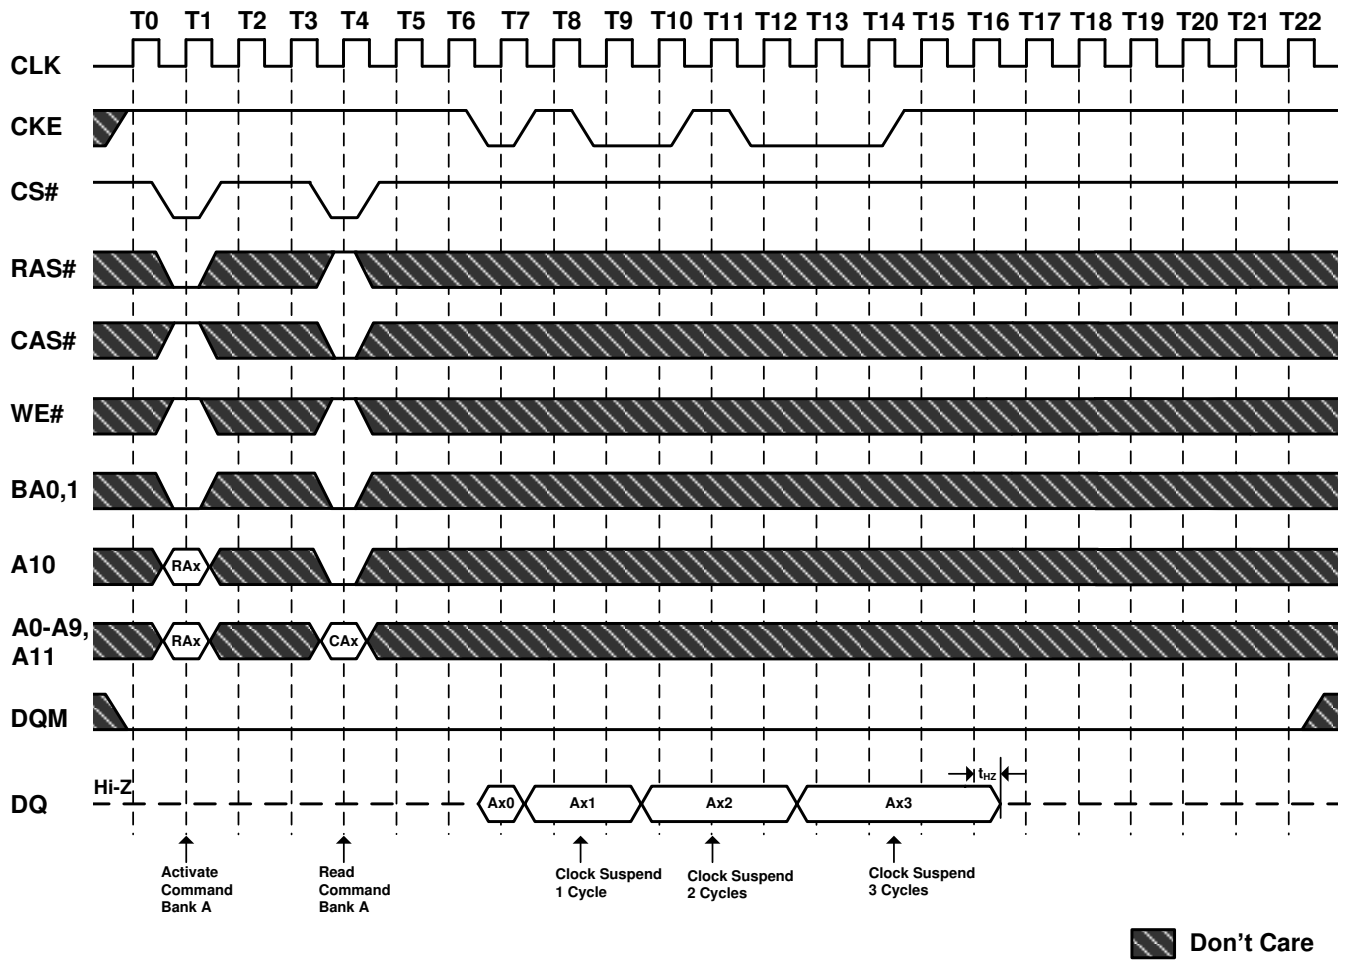 T0 T1 T2 T3 T4 T5 T6 T7 T8 T9 T10 T11 T12 T13 T14 T15 T16 T17 T18 T19 T20 T21 T22
CLK
CKE
CS#
RAS#
CAS#
WE#
BA0,1
A10
RAx
A0-A9,
A11
RAx CAx
DQM
Hi-Z
tHZ
DQ
Ax0 Ax1 Ax2 Ax3
Activate
Command
Bank A
Read
Command
Bank A
Clock Suspend
1 Cycle
Clock Suspend
2 Cycles
Clock Suspend
3 Cycles
Don't Care